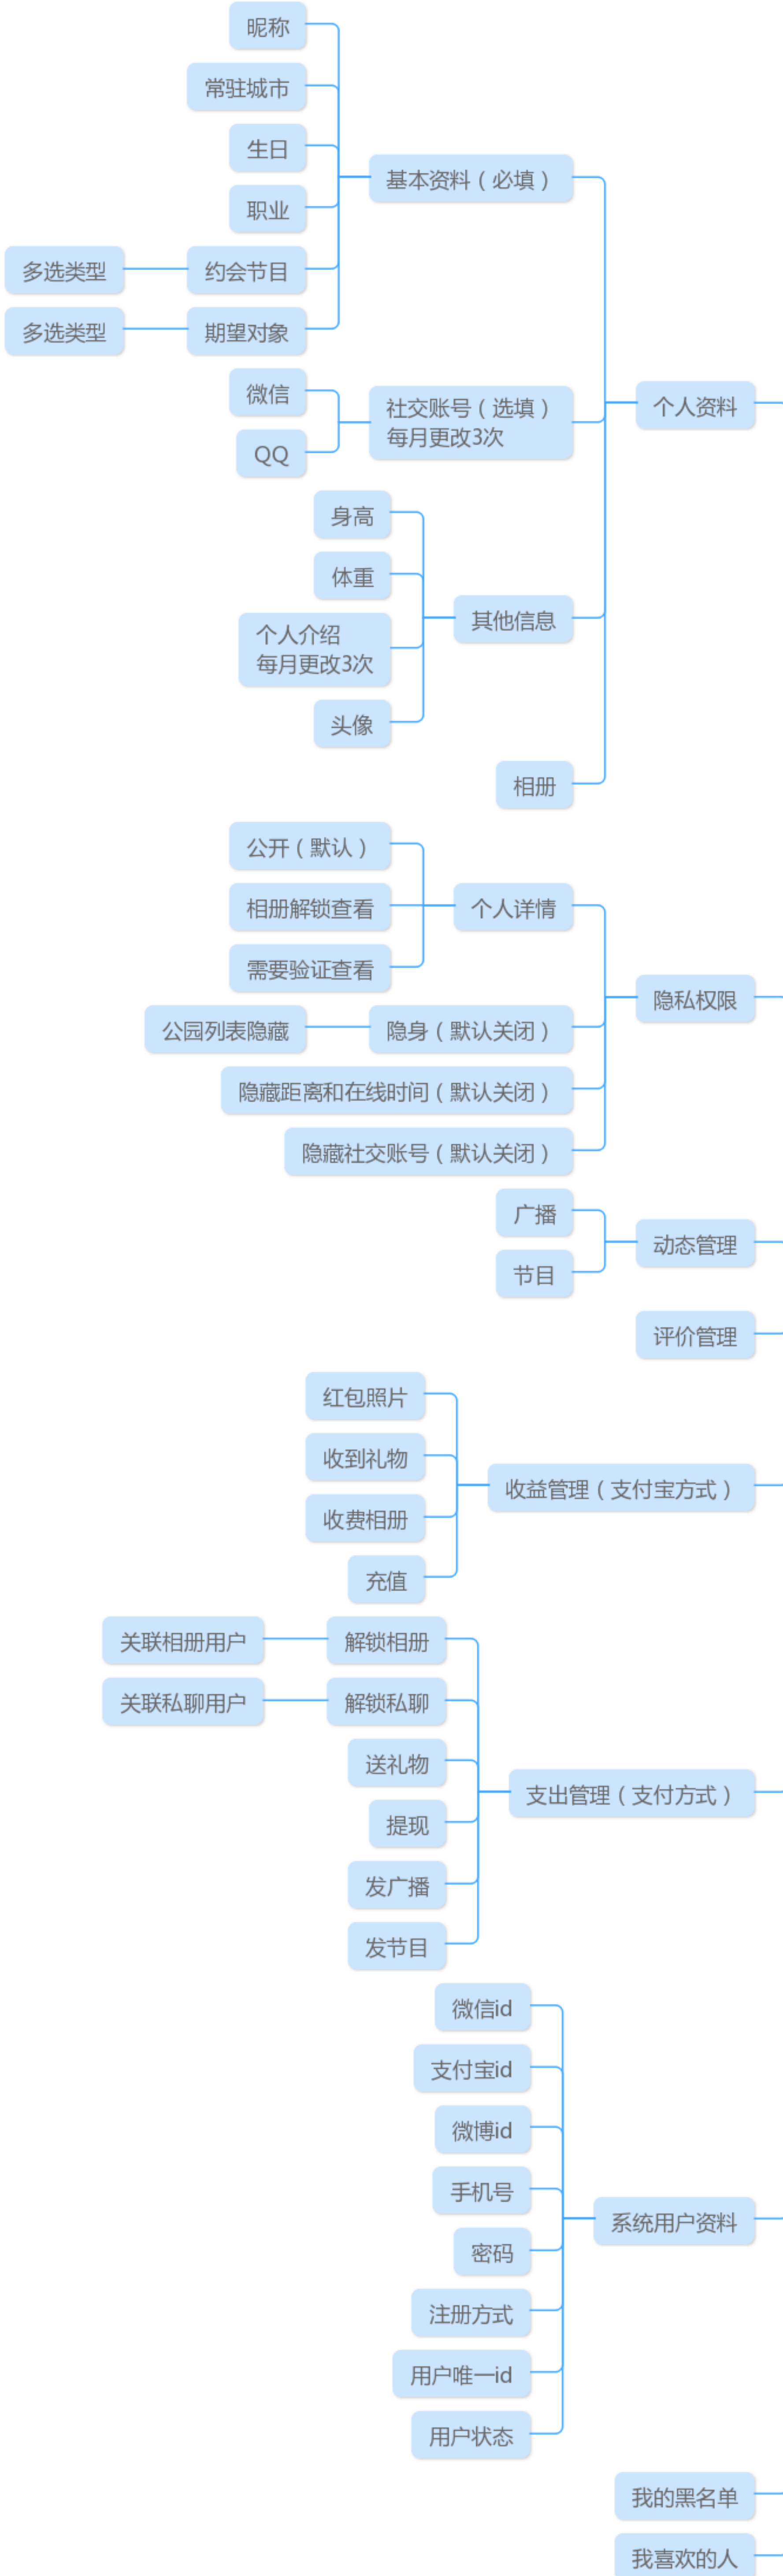 昵称
常驻城市
生日
职业
基本资料（必填）
多选类型
约会节目
多选类型
期望对象
微信
QQ
社交账号（选填）
每月更改3次
个人资料
身高
体重
个人介绍
每月更改3次
头像
其他信息
相册
公开（默认）
相册解锁查看
需要验证查看
个人详情
隐私权限
公园列表隐藏
隐身（默认关闭）
隐藏距离和在线时间（默认关闭）
隐藏社交账号（默认关闭）
广播
节目
动态管理
评价管理
红包照片
收到礼物
收费相册
充值
收益管理（支付宝方式）
关联相册用户
解锁相册
关联私聊用户
解锁私聊
送礼物
提现
发广播
发节目
支出管理（支付方式）
微信id
支付宝id
微博id
手机号
密码
注册方式
用户唯一id
用户状态
系统用户资料
我的黑名单
我喜欢的人